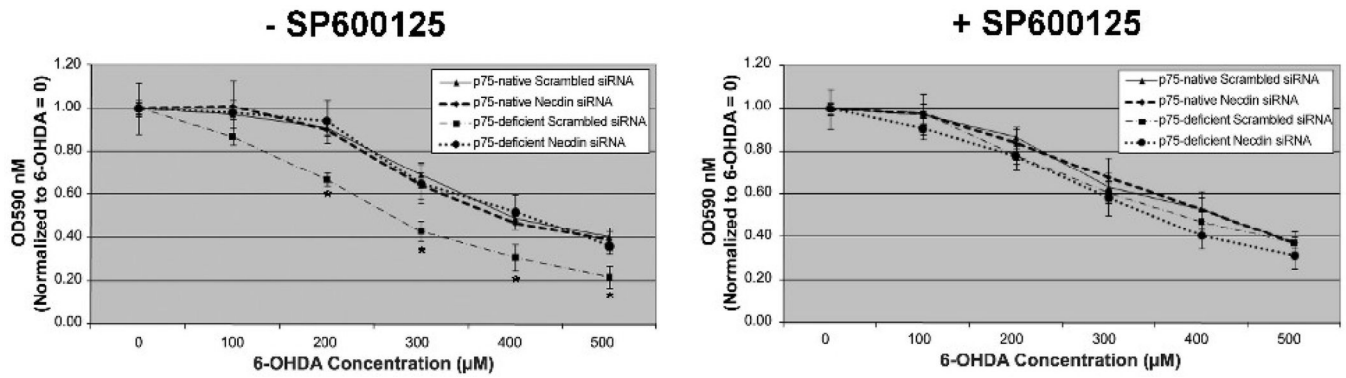 - SP600125
OD590 nM
(Normalized to 6-OHDA = 0)
1.20
1.00
0.80
0.60
0.40
0.20
0.00
p75-native Scrambled siRNA
p75-native Necdin siRNA
p75-deficient Scrambled siRNA
p75-deficient Necdin siRNA
*
*
*
*
0 100 200 300 400 500
6-OHDA Concentration (µM)
+ SP600125
OD590 nM
(Normalized to 6-OHDA = 0)
1.20
1.00
0.80
0.60
0.40
0.20
0.00
p75-native Scrambled siRNA
p75-native Necdin siRNA
p75-deficient Scrambled siRNA
p75-deficient Necdin siRNA
0 100 200 300 400 500
6-OHDA Concentration (µM)